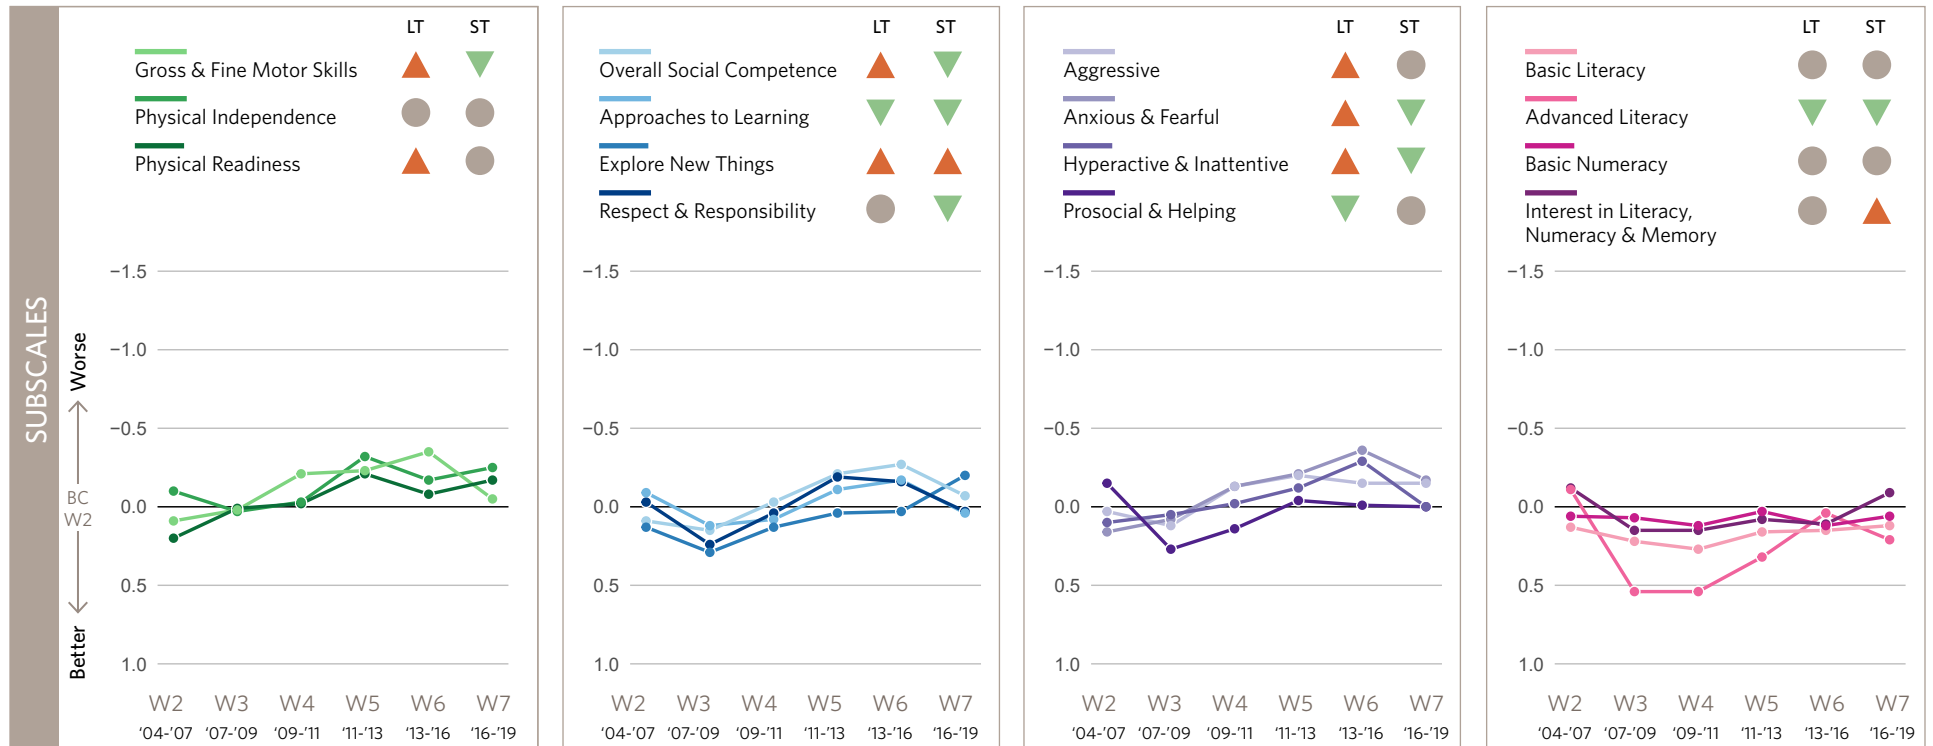 SUBSCALES
Worse
BC
W2
Better
LT ST
Gross & Fine Motor Skills
Physical Independence
Physical Readiness
−1.5
−1.0
−0.5
0.0
0.5
1.0
W2 W3 W4 W5 W6 W7
‘04-’07 ‘07-’09 ‘09-’11 ‘11-’13 ‘13-’16 ‘16-’19
LT ST
Overall Social Competence
Approaches to Learning
Explore New Things
Respect & Responsibility
−1.5
−1.0
−0.5
0.0
0.5
1.0
W2 W3 W4 W5 W6 W7
‘04-’07 ‘07-’09 ‘09-’11 ‘11-’13 ‘13-’16 ‘16-’19
LT ST
Aggressive
Anxious & Fearful
Hyperactive & Inattentive
Prosocial & Helping
−1.5
−1.0
−0.5
0.0
0.5
1.0
W2 W3 W4 W5 W6 W7
‘04-’07 ‘07-’09 ‘09-’11 ‘11-’13 ‘13-’16 ‘16-’19
LT ST
Basic Literacy
Advanced Literacy
Basic Numeracy
Interest in Literacy,
Numeracy & Memory
−1.5
−1.0
−0.5
0.0
0.5
1.0
W2 W3 W4 W5 W6 W7
‘04-’07 ‘07-’09 ‘09-’11 ‘11-’13 ‘13-’16 ‘16-’19